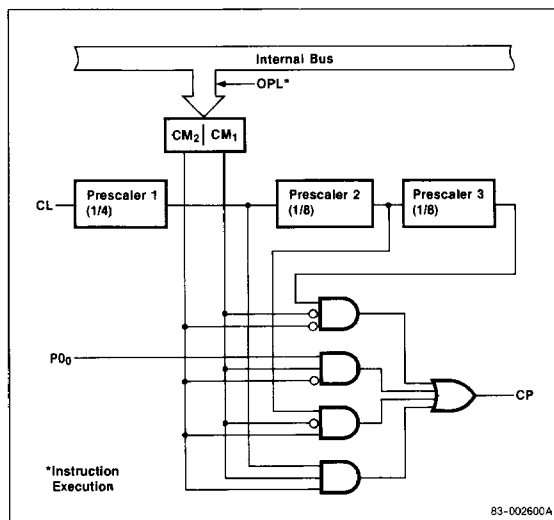 Internal Bus
OPL*
CM₂ CM₁
Prescaler 1
(1/4)
Prescaler 2
(1/8)
Prescaler 3
(1/8)
CL
P0₀
CP
*Instruction
Execution
83-002600A